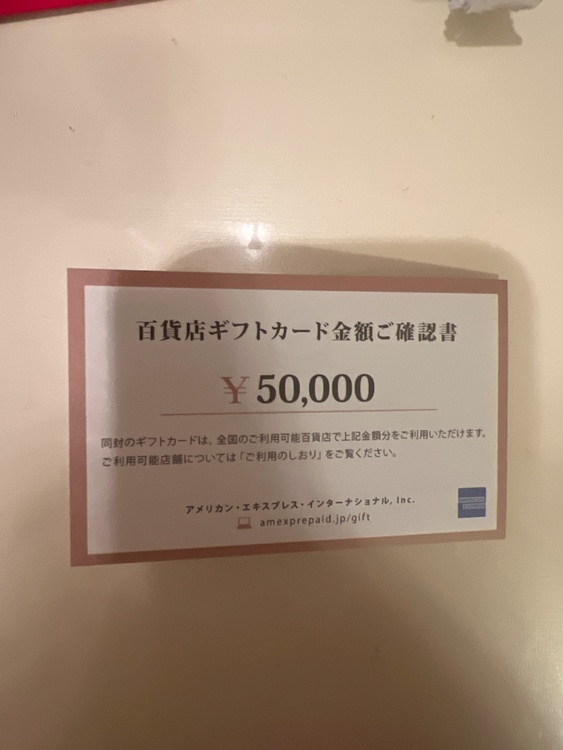 百貨店ギフトカード金額ご確認書
￥50,000
同封のギフトカードは、全国のご利用可能百貨店で上記金額分をご利用いただけます。
ご利用可能店舗については「ご利用のしおり」をご覧ください。
アメリカン・エキスプレス・インターナショナル, Inc.
amexprepaid.jp/gift
AMERICAN
EXPRESS